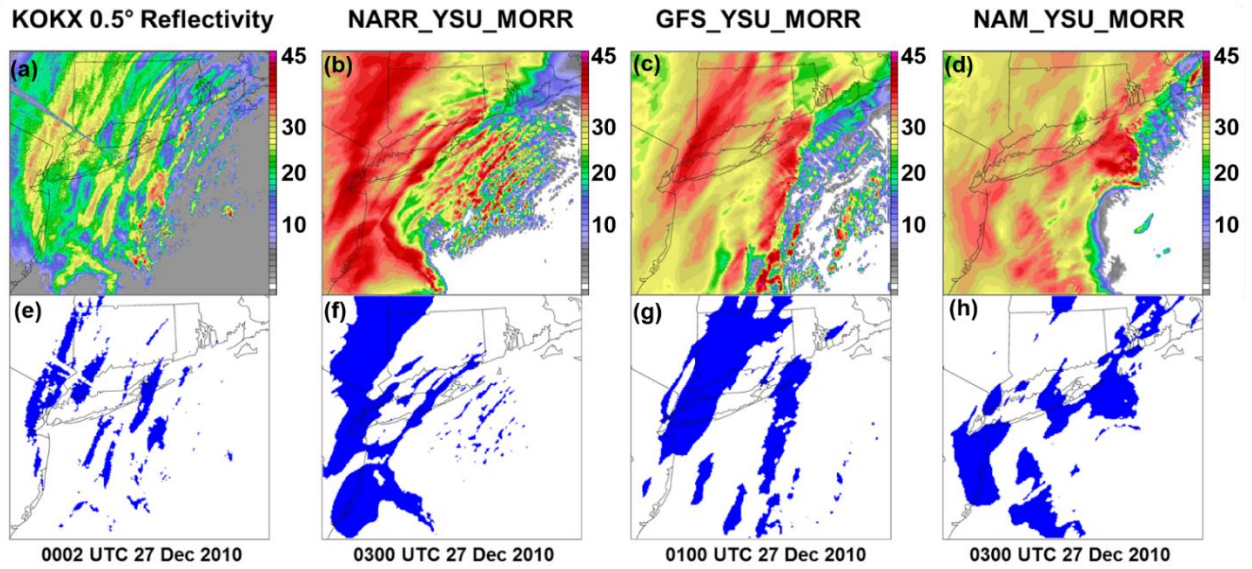 KOKX 0.5° Reflectivity NARR_YSU_MORR GFS_YSU_MORR NAM_YSU_MORR
(a) 45 (b) 45 (c) 45 (d) 45
30 30 30 30
20 20 20 20
10 10 10 10
(e) (f) (g) (h)
0002 UTC 27 Dec 2010 0300 UTC 27 Dec 2010 0100 UTC 27 Dec 2010 0300 UTC 27 Dec 2010